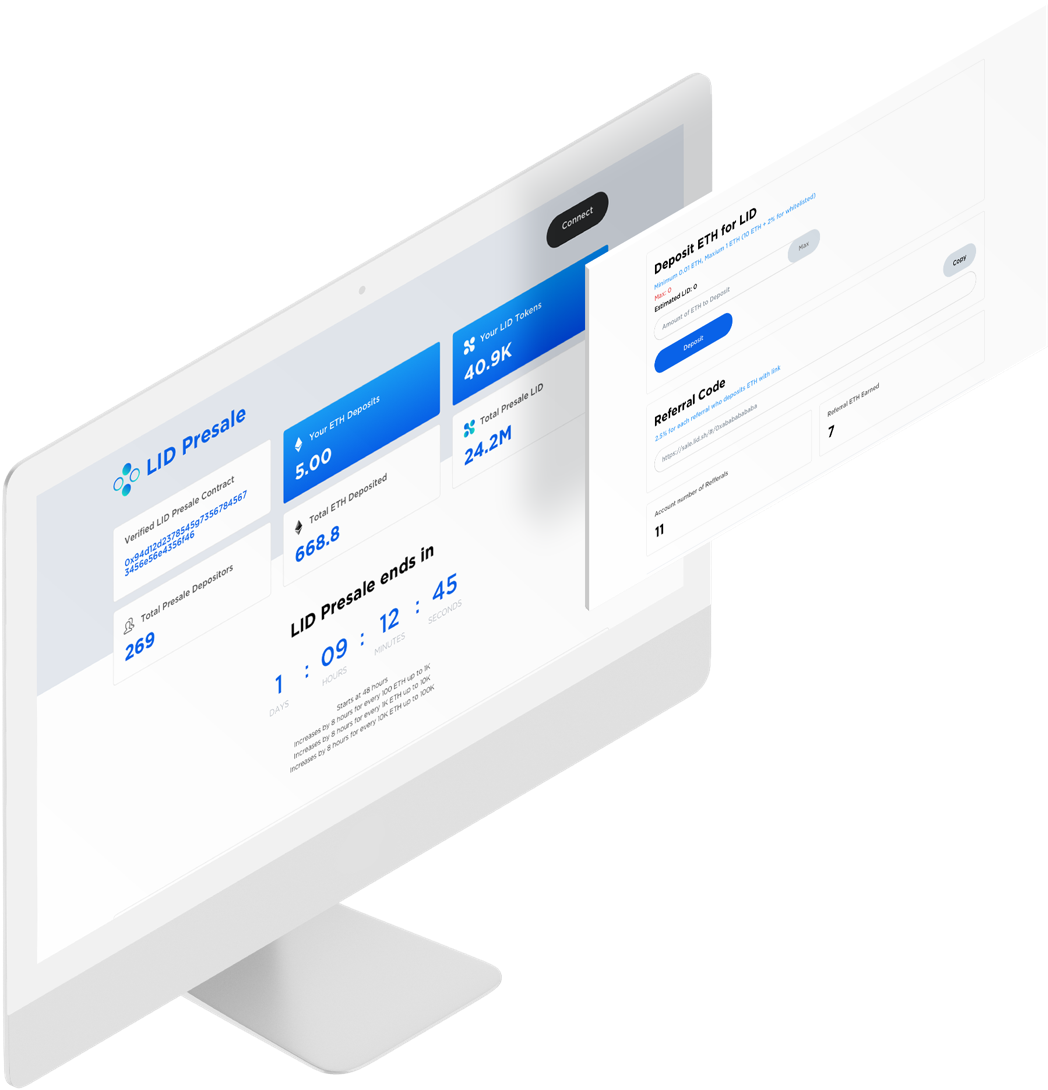 Connect
LID Presale
Verified LID Presale Contract
0x94d12d2378545g7356784567
3456e56e4356f46
Total Presale Depositors
269
Your ETH Deposits
5.00
Total ETH Deposited
668.8
Your LID Tokens
40.9K
Total Presale LID
24.2M
LID Presale ends in
1 : 09 : 12 : 45
DAYS HOURS MINUTES SECONDS
Starts at 48 hours
Increases by 8 hours for every 100 ETH up to 1K
Increases by 8 hours for every 1K ETH up to 10K
Increases by 8 hours for every 10K ETH up to 100K
Deposit ETH for LID
Minimum 0.01 ETH, Maxium 1 ETH (10 ETH + 2% for whitelisted)
Max: 0
Estimated LID: 0
Amount of ETH to Deposit
Max
Deposit
Referral Code
2.5% for each referral who deposits ETH with link
https://sale.lid.sh/#/0xabababababa
Copy
Account number of Refferals
11
Referral ETH Earned
7